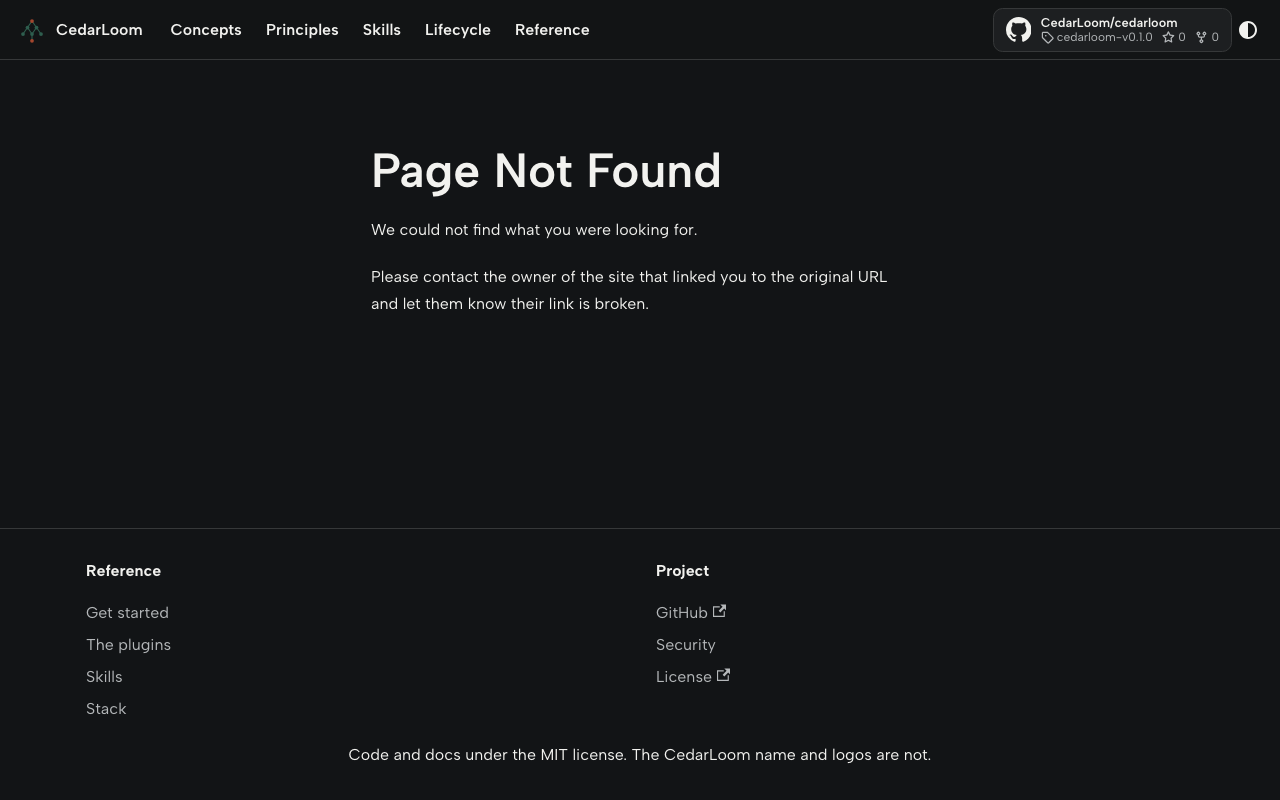 CedarLoom
Concepts
Principles
Skills
Lifecycle
Reference
CedarLoom/cedarloom
cedarloom-v0.1.0 0 0
Page Not Found
We could not find what you were looking for.
Please contact the owner of the site that linked you to the original URL
and let them know their link is broken.
Reference
Get started
The plugins
Skills
Stack
Project
GitHub
Security
License
Code and docs under the MIT license. The CedarLoom name and logos are not.